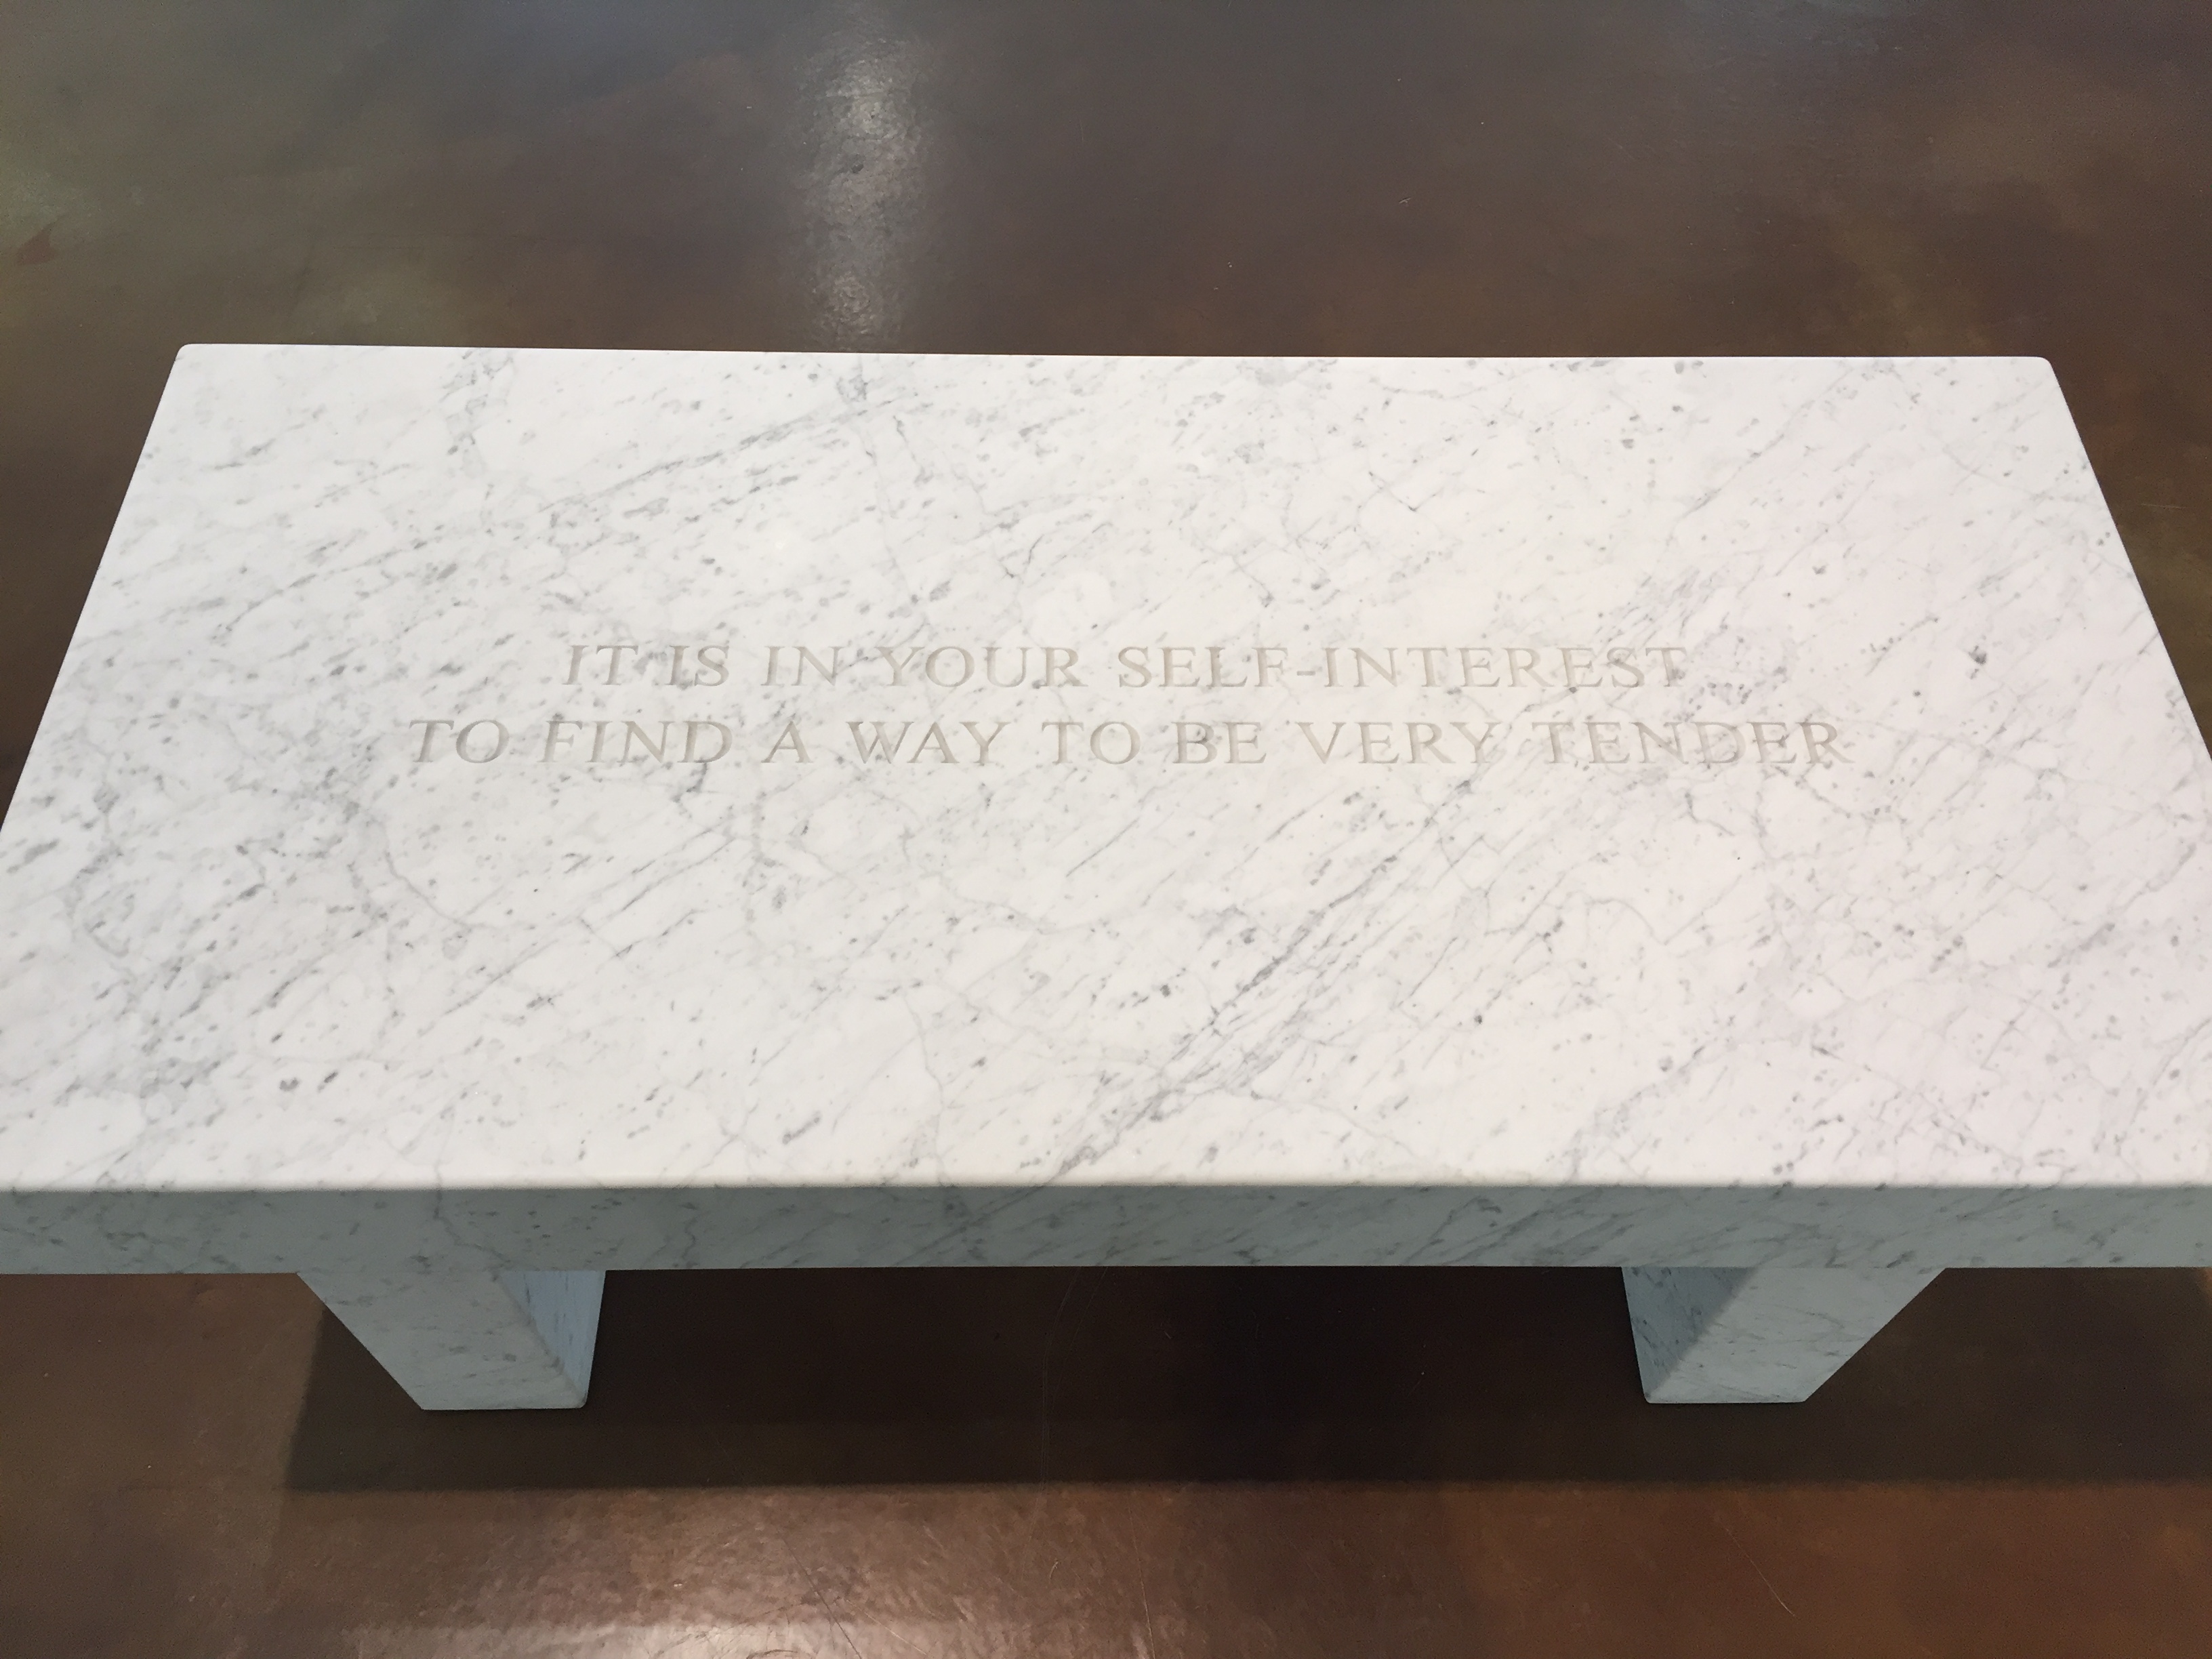 IT IS IN YOUR SELF-INTEREST
TO FIND A WAY TO BE VERY TENDER